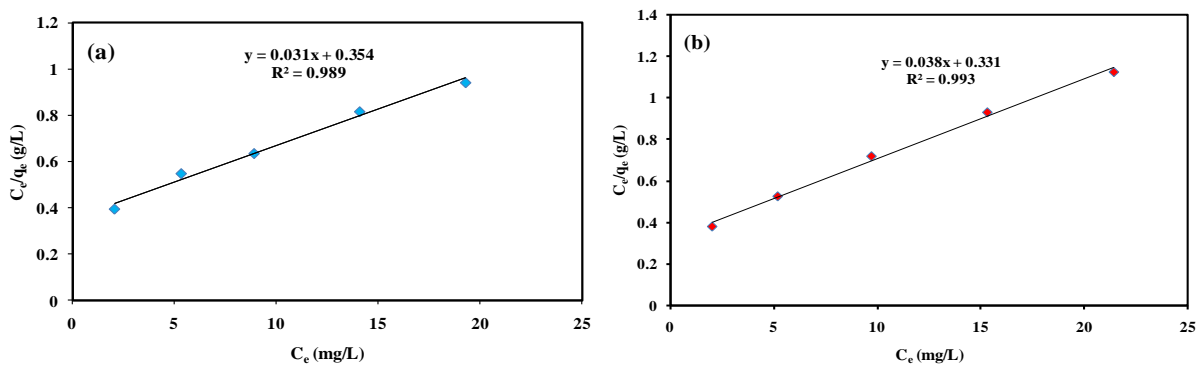 (a)
y = 0.031x + 0.354
R² = 0.989
1.2
1
0.8
0.6
0.4
0.2
0
0 5 10 15 20 25
Cₑ/qₑ (g/L)
Cₑ (mg/L)
(b)
y = 0.038x + 0.331
R² = 0.993
1.4
1.2
1
0.8
0.6
0.4
0.2
0
0 5 10 15 20 25
Cₑ/qₑ (g/L)
Cₑ (mg/L)